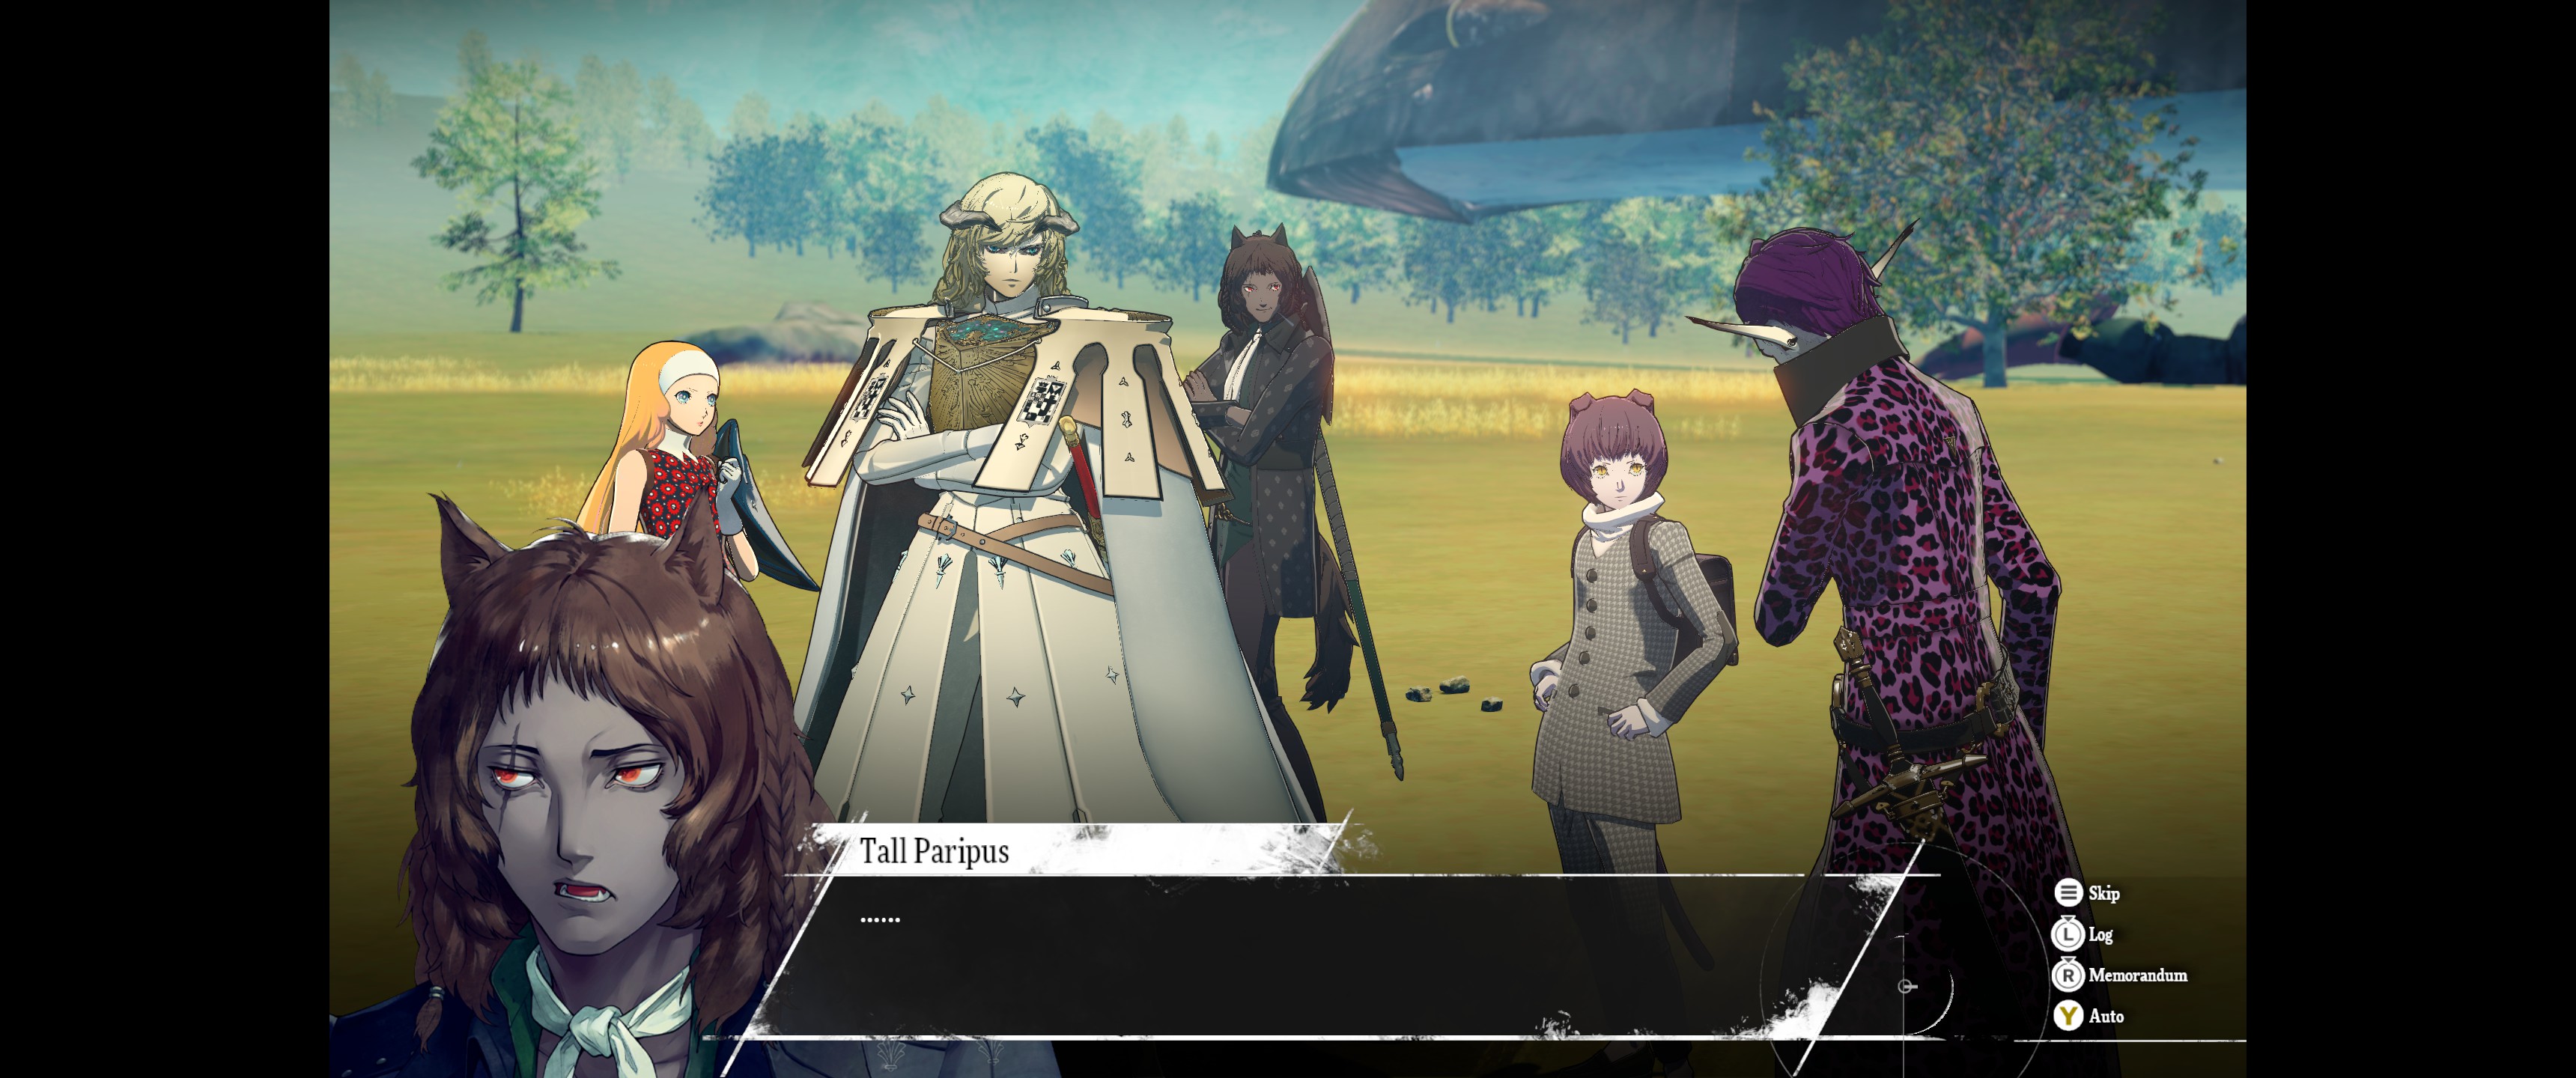 Tall Paripus
......
Skip
L Log
R Memorandum
Y Auto